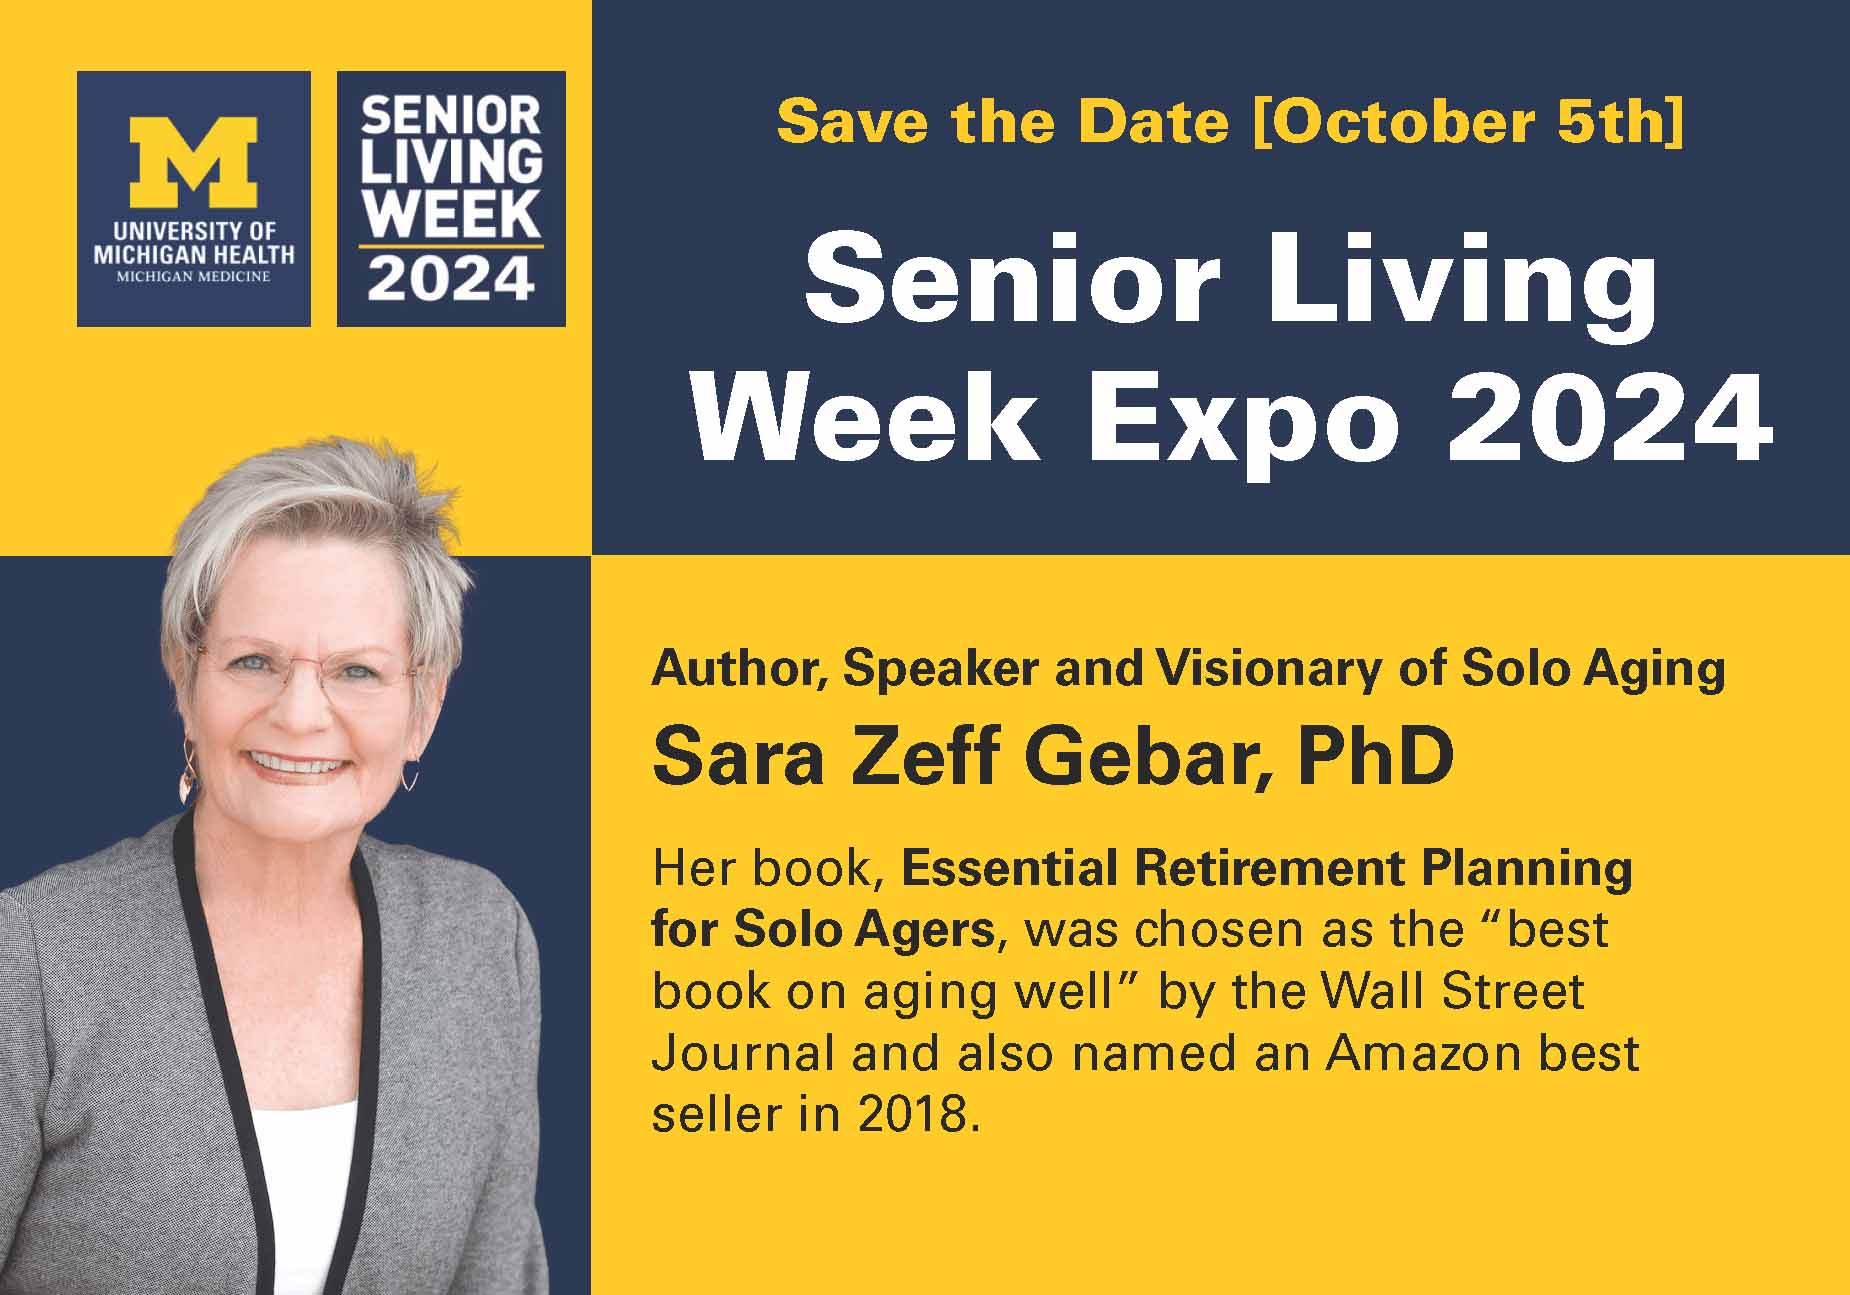 M
UNIVERSITY OF
MICHIGAN HEALTH
MICHIGAN MEDICINE
SENIOR
LIVING
WEEK
2024
Save the Date [October 5th]
Senior Living
Week Expo 2024
Author, Speaker and Visionary of Solo Aging
Sara Zeff Gebar, PhD
Her book, Essential Retirement Planning
for Solo Agers, was chosen as the “best
book on aging well” by the Wall Street
Journal and also named an Amazon best
seller in 2018.